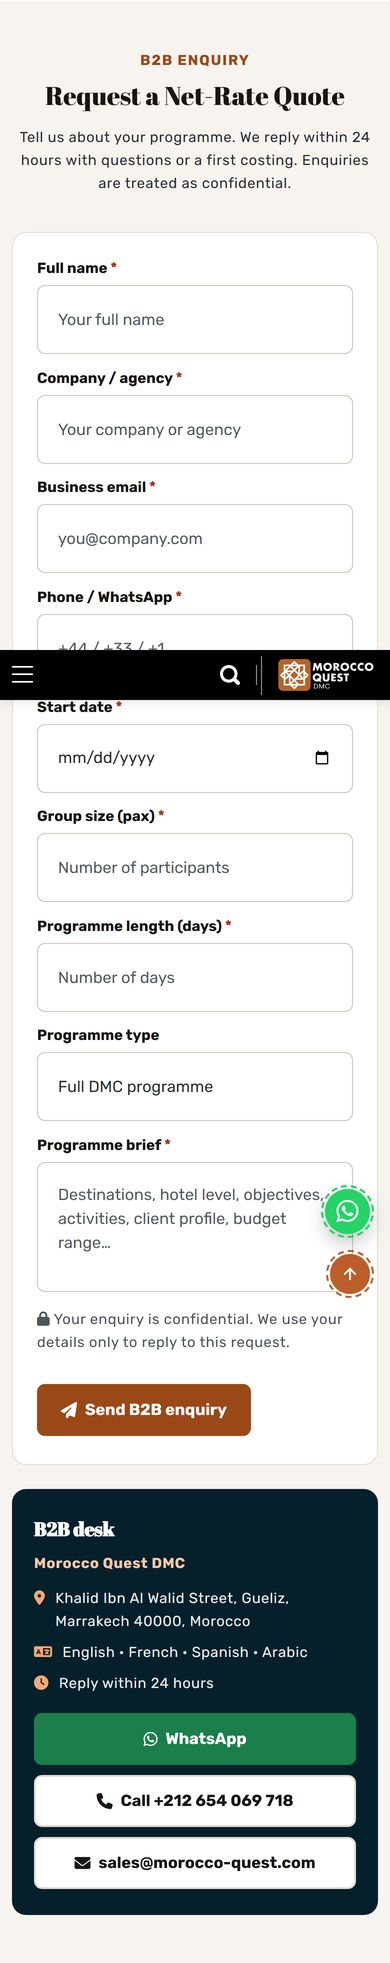 B2B ENQUIRY
Request a Net-Rate Quote
Tell us about your programme. We reply within 24
hours with questions or a first costing. Enquiries
are treated as confidential.
Full name *
Your full name
Company / agency *
Your company or agency
Business email *
you@company.com
Phone / WhatsApp *
+44 / +33 / +1
MOROCCO
QUEST
DMC
Start date *
mm/dd/yyyy
Group size (pax) *
Number of participants
Programme length (days) *
Number of days
Programme type
Full DMC programme
Programme brief *
Destinations, hotel level, objectives,
activities, client profile, budget
range…
Your enquiry is confidential. We use your
details only to reply to this request.
Send B2B enquiry
B2B desk
Morocco Quest DMC
Khalid Ibn Al Walid Street, Gueliz,
Marrakech 40000, Morocco
English • French • Spanish • Arabic
Reply within 24 hours
WhatsApp
Call +212 654 069 718
sales@morocco-quest.com